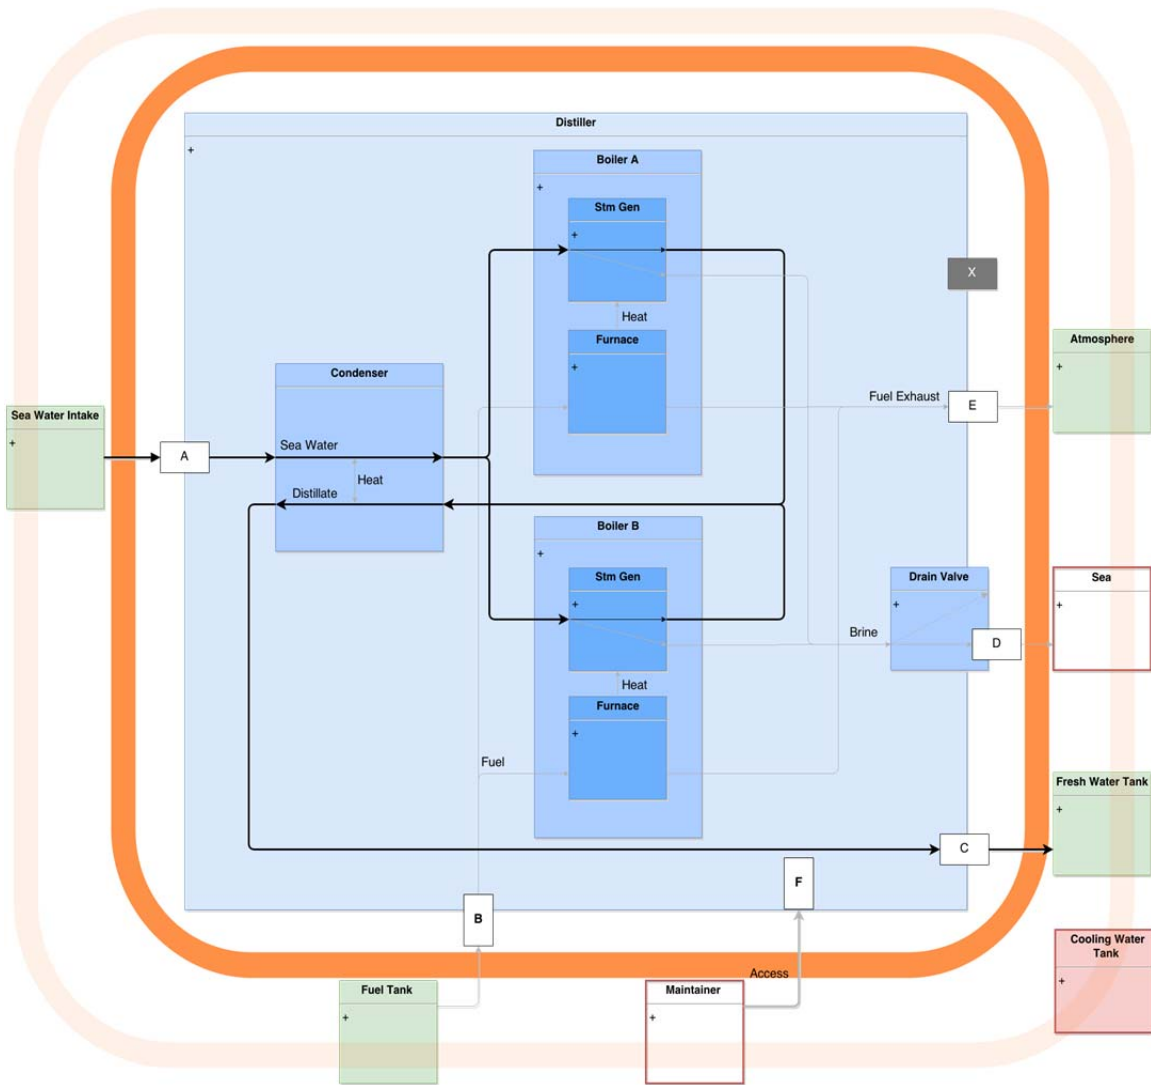 Distiller
+
Boiler A
+
Stm Gen
+
Heat
Furnace
+
X
Atmosphere
+
Condenser
Sea Water
Heat
Distillate
Sea Water Intake
+
A
Fuel Exhaust
E
Boiler B
+
Stm Gen
+
Heat
Furnace
+
Drain Valve
+
Brine
D
Sea
+
Fuel
Fresh Water Tank
+
C
F
B
Cooling Water
Tank
+
Access
Fuel Tank
+
Maintainer
+